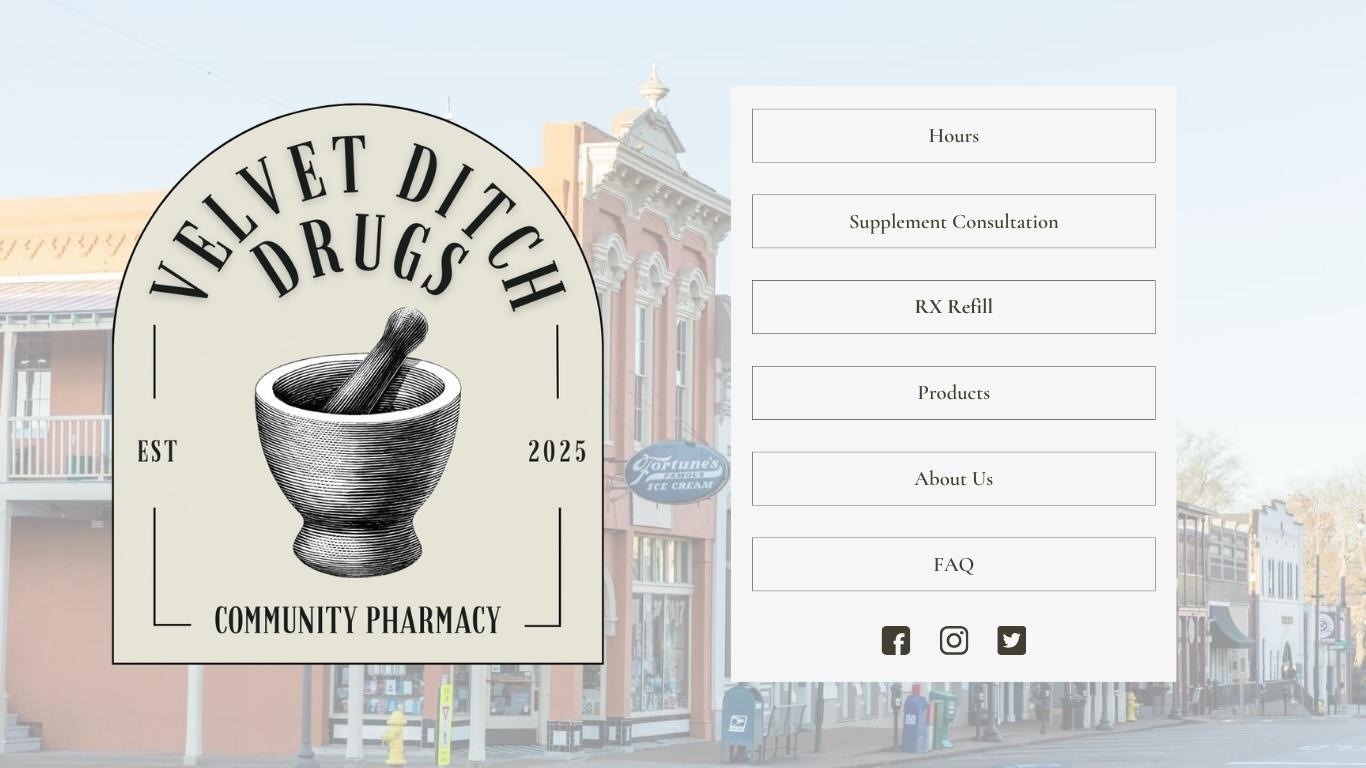 VELVET DITCH
DRUGS
EST
2025
COMMUNITY PHARMACY
Fortune's
FAMOUS
ICE CREAM
Hours
Supplement Consultation
RX Refill
Products
About Us
FAQ